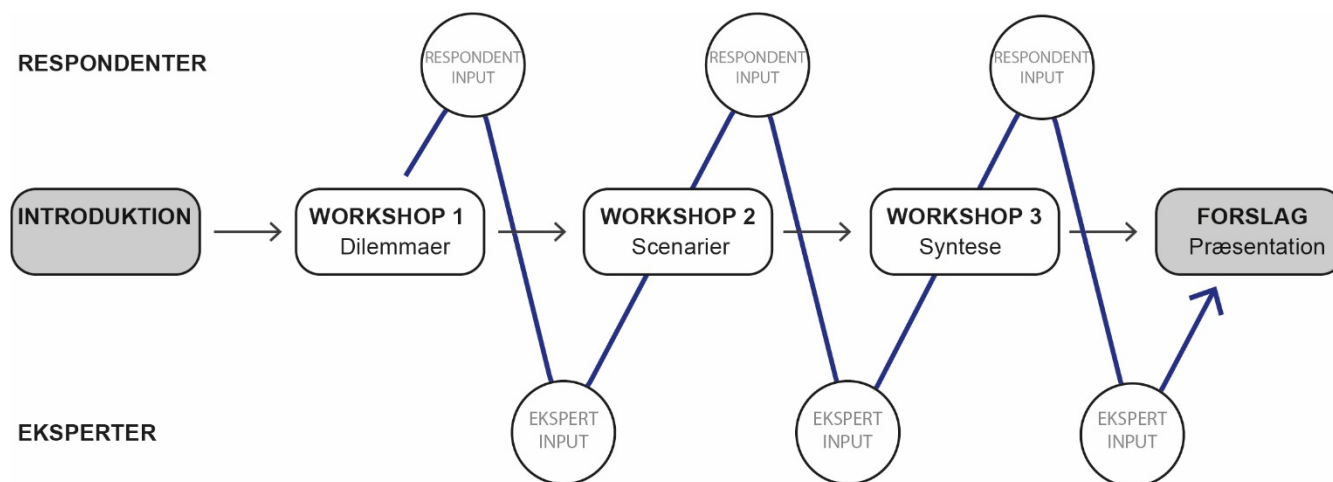 RESPONDENTER
RESPONDENT
INPUT
RESPONDENT
INPUT
RESPONDENT
INPUT
INTRODUKTION
WORKSHOP 1
Dilemmaer
WORKSHOP 2
Scenarier
WORKSHOP 3
Syntese
FORSLAG
Præsentation
EKSPERTER
EKSPERT
INPUT
EKSPERT
INPUT
EKSPERT
INPUT